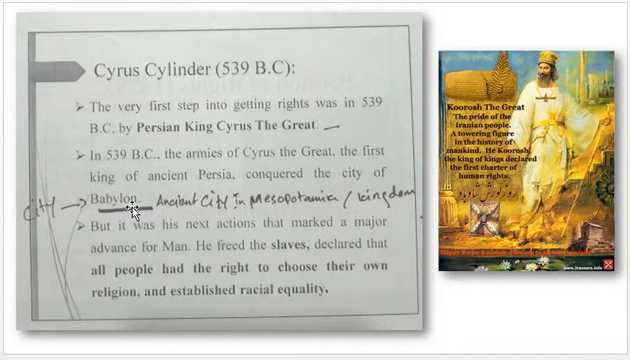 Cyrus Cylinder (539 B.C):
The very first step into getting rights was in 539
B.C, by Persian King Cyrus The Great.
In 539 B.C., the armies of Cyrus the Great, the first
king of ancient Persia, conquered the city of
City → Babylon. Ancient City In Mesopotamia / kingdom
But it was his next actions that marked a major
advance for Man. He freed the slaves, declared that
all people had the right to choose their own
religion, and established racial equality.
Koorosh The Great
The pride of the
Iranian people.
A towering figure
in the history of
mankind. He Koorosh,
the king of kings declared
the first charter of
human rights.
روز کورش شاد باد
www.iransara.info